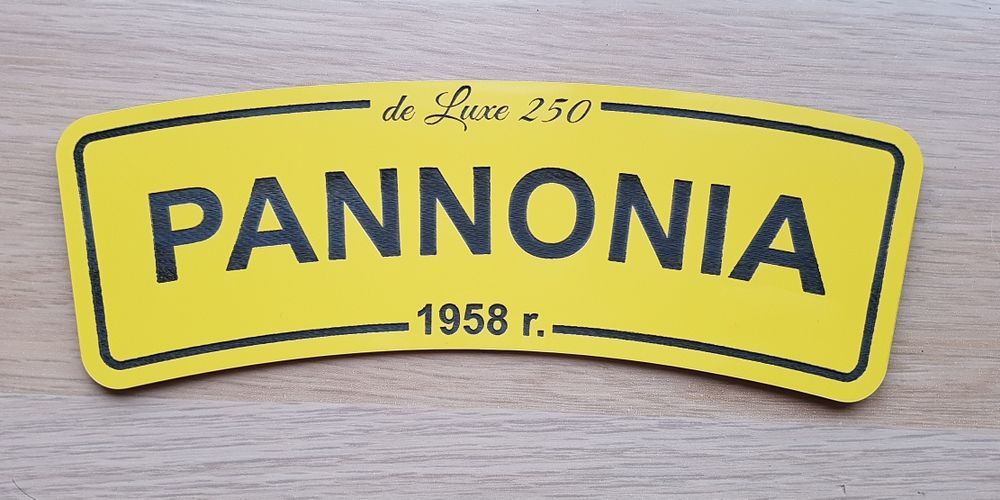 de Luxe 250
PANNONIA
1958 r.